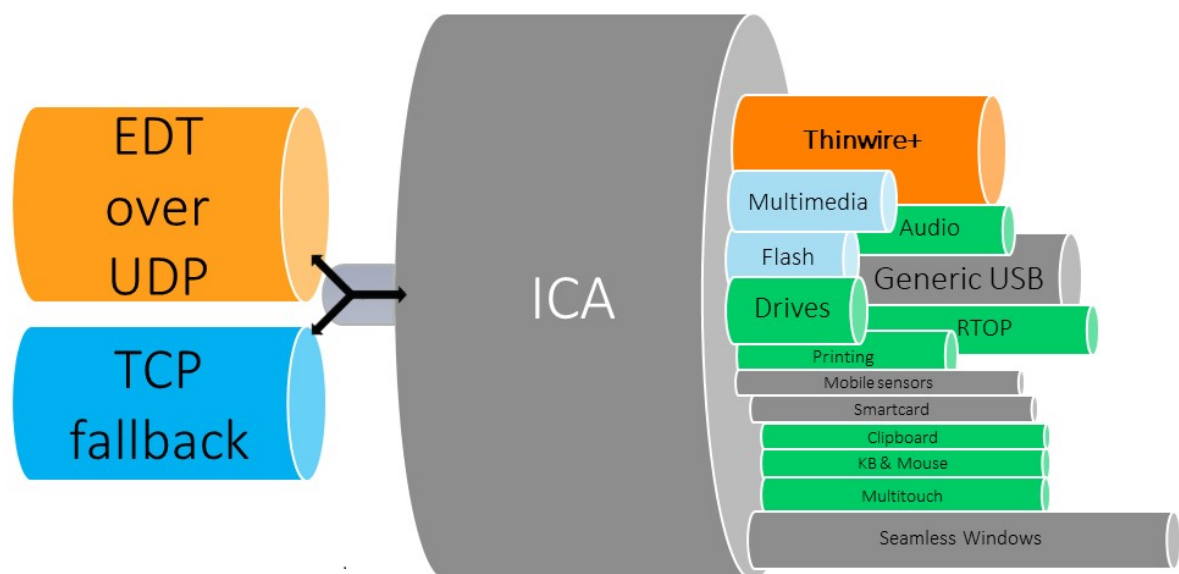 EDT
over
UDP
TCP
fallback
ICA
Thinwire+
Multimedia
Audio
Flash
Generic USB
Drives
RTOP
Printing
Mobile sensors
Smartcard
Clipboard
KB & Mouse
Multitouch
Seamless Windows